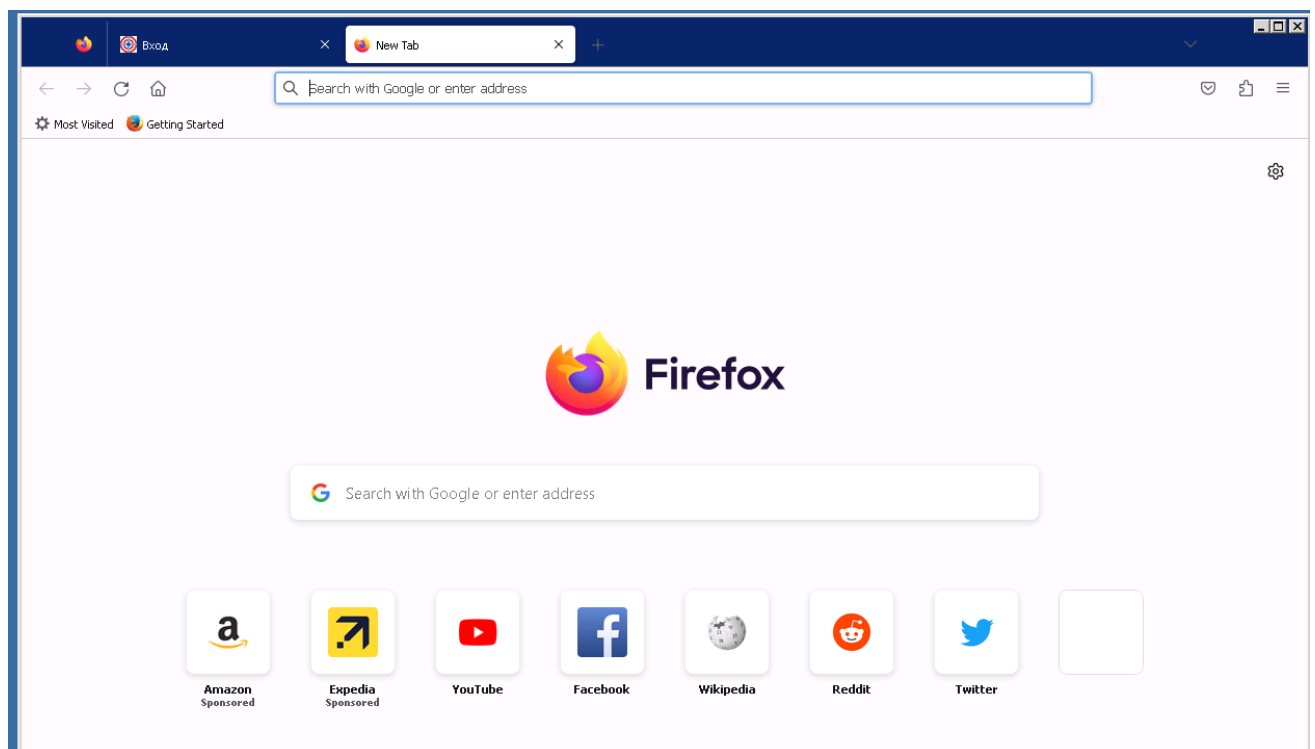 Вход
New Tab
Search with Google or enter address
Most Visited
Getting Started
Firefox
Search with Google or enter address
Amazon
Sponsored
Expedia
Sponsored
YouTube
Facebook
Wikipedia
Reddit
Twitter